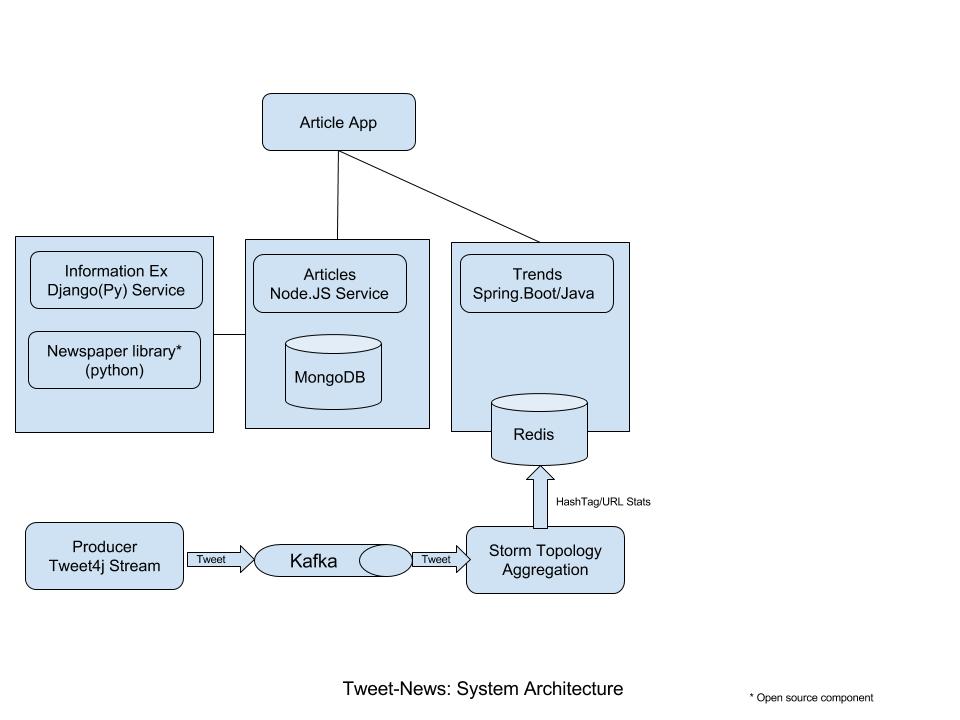 Article App
Information Ex
Django(Py) Service
Newspaper library*
(python)
Articles
Node.JS Service
MongoDB
Trends
Spring.Boot/Java
Redis
HashTag/URL Stats
Producer
Tweet4j Stream
Tweet
Kafka
Tweet
Storm Topology
Aggregation
Tweet-News: System Architecture
* Open source component